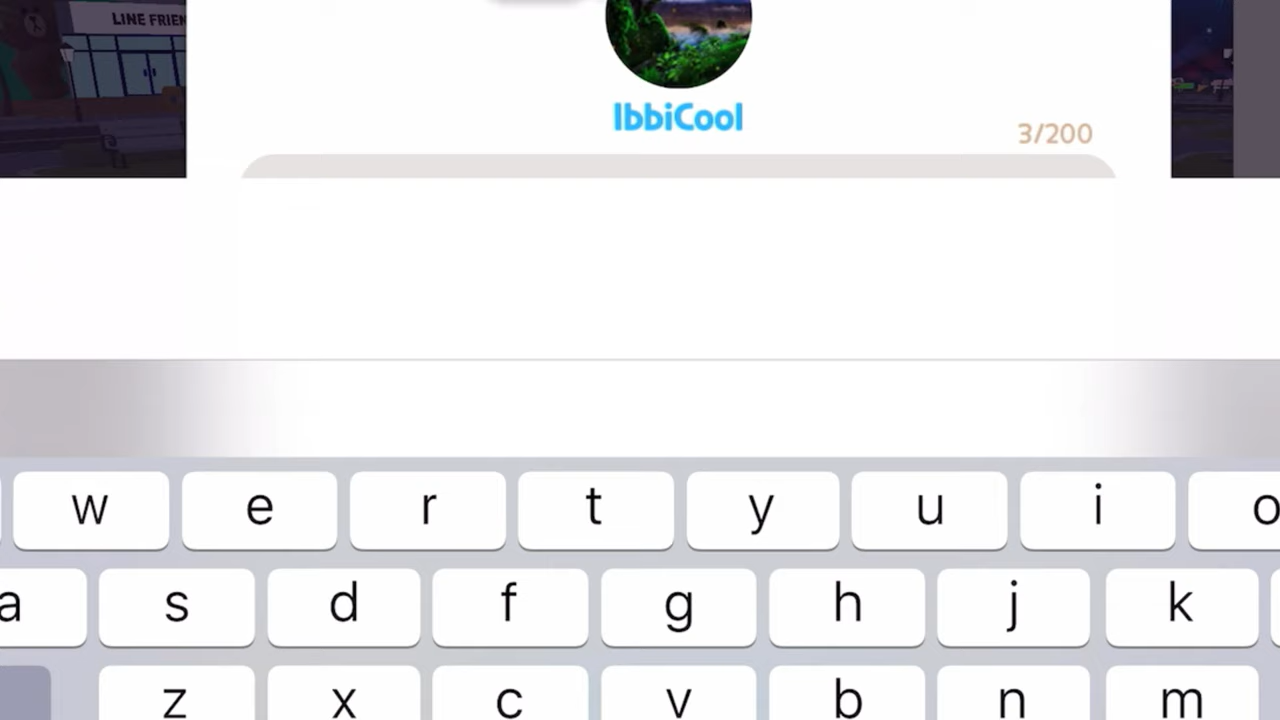 LINE FRIEN
IbbiCool
3/200
w e r t y u i o
a s d f g h j k
z x c v b n m